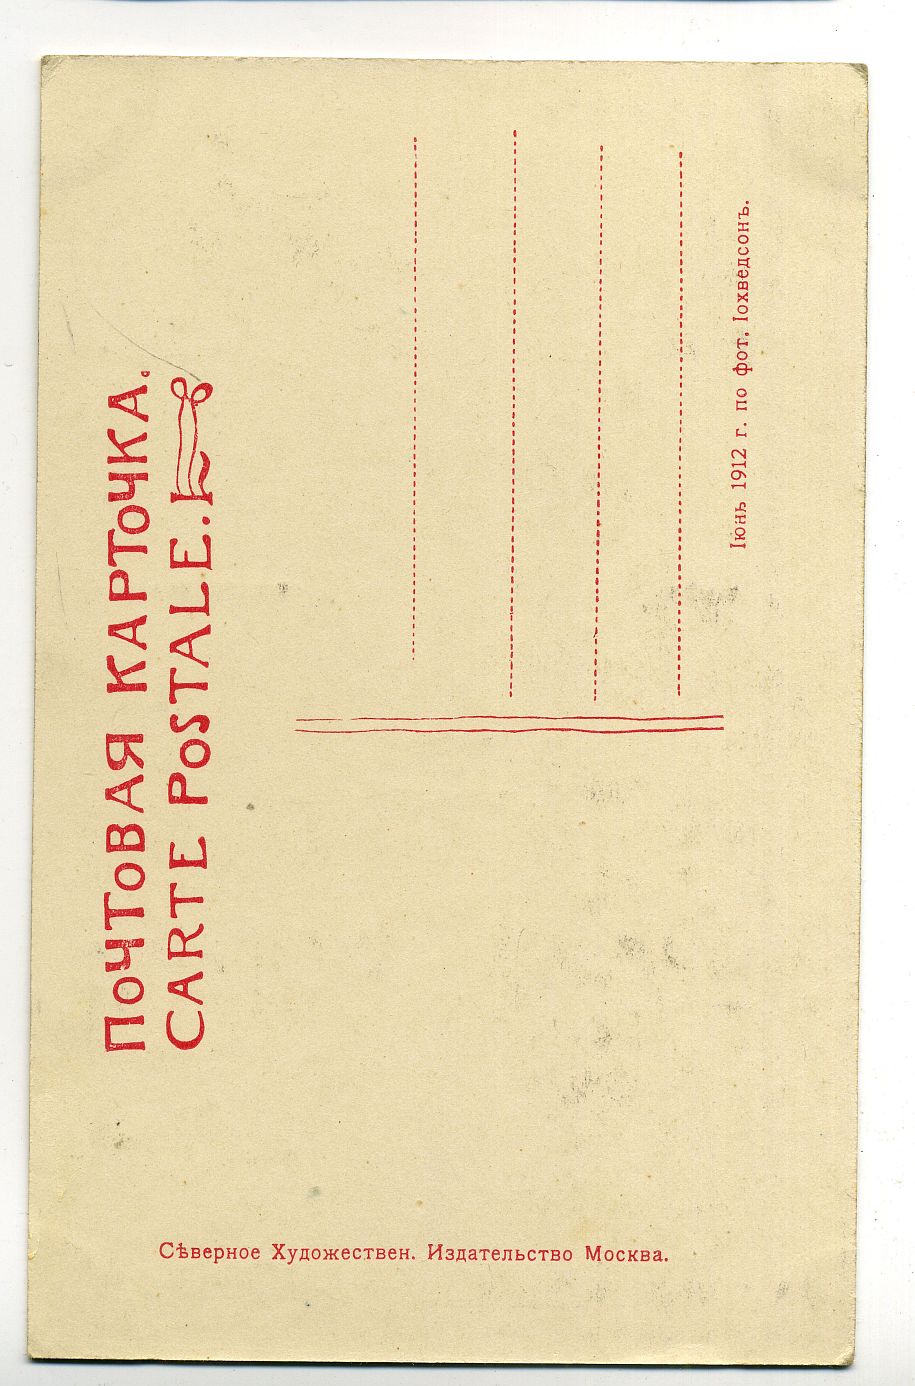 ПОЧТОВАЯ КАРТОЧКА.
CARTE POSTALE.
Іюнь 1912 г. по фот. Іохведсонъ.
Сѣверное Художествен. Издательство Москва.